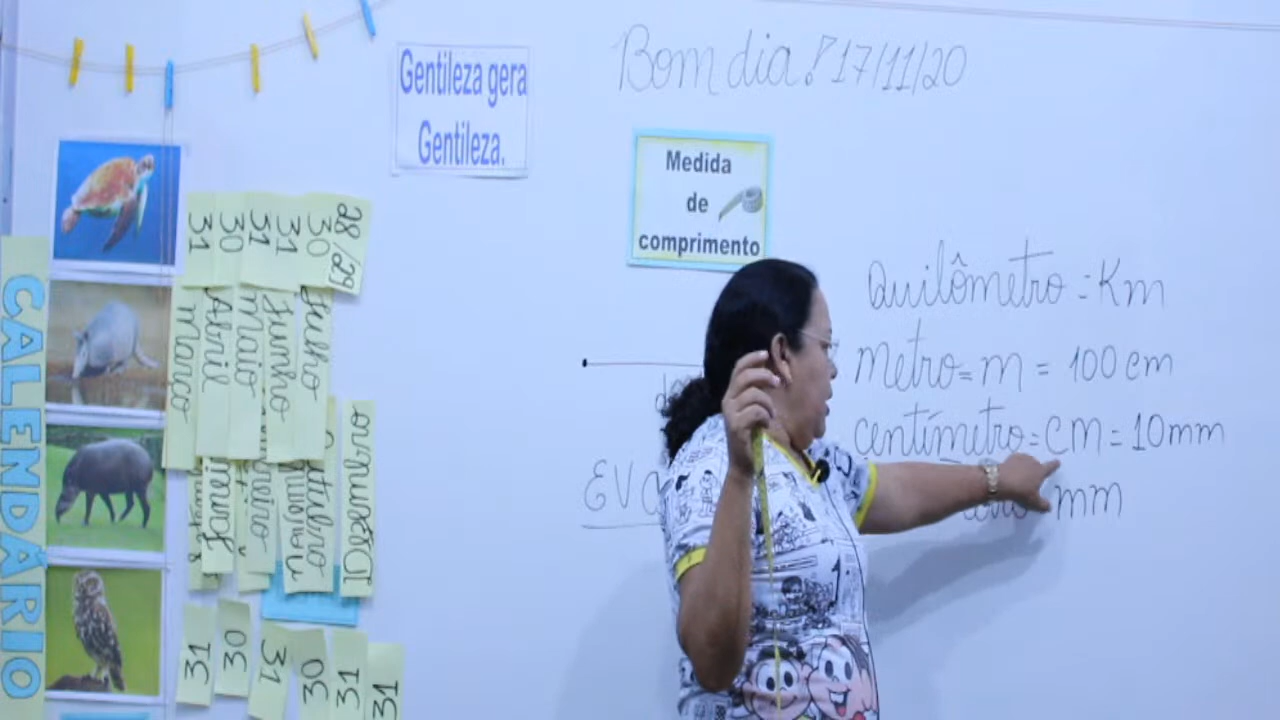 Gentileza gera
Gentileza.
Bom dia! 17/11/20
Medida
de
comprimento
Quilômetro = Km
metro = m = 100 cm
centímetro = cm = 10mm
mm
CALENDÁRIO
31
30
31
31
30
28/29
Março
Abril
Maio
Junho
Julho
Janeiro
Dezembro
31
30
31
30
31
31